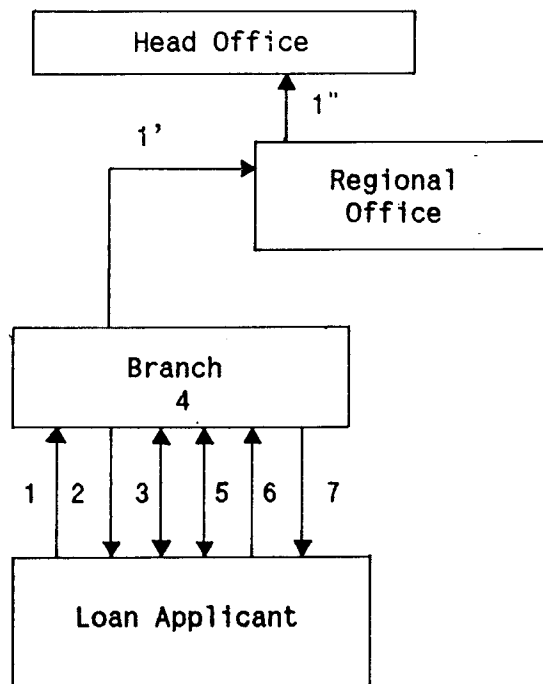 Head Office
1"
1'
Regional
Office
Branch
4
1 2 3 5 6 7
Loan Applicant